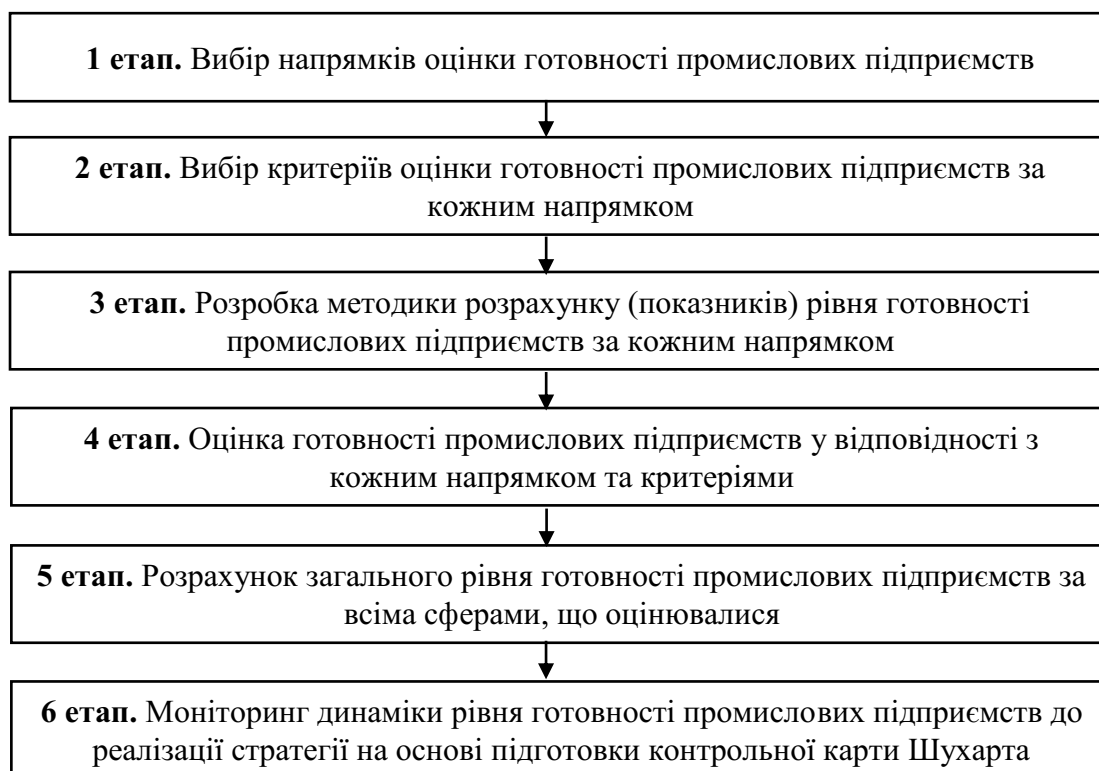 1 етап. Вибір напрямків оцінки готовності промислових підприємств
2 етап. Вибір критеріїв оцінки готовності промислових підприємств за
кожним напрямком
3 етап. Розробка методики розрахунку (показників) рівня готовності
промислових підприємств за кожним напрямком
4 етап. Оцінка готовності промислових підприємств у відповідності з
кожним напрямком та критеріями
5 етап. Розрахунок загального рівня готовності промислових підприємств за
всіма сферами, що оцінювалися
6 етап. Моніторинг динаміки рівня готовності промислових підприємств до
реалізації стратегії на основі підготовки контрольної карти Шухарта